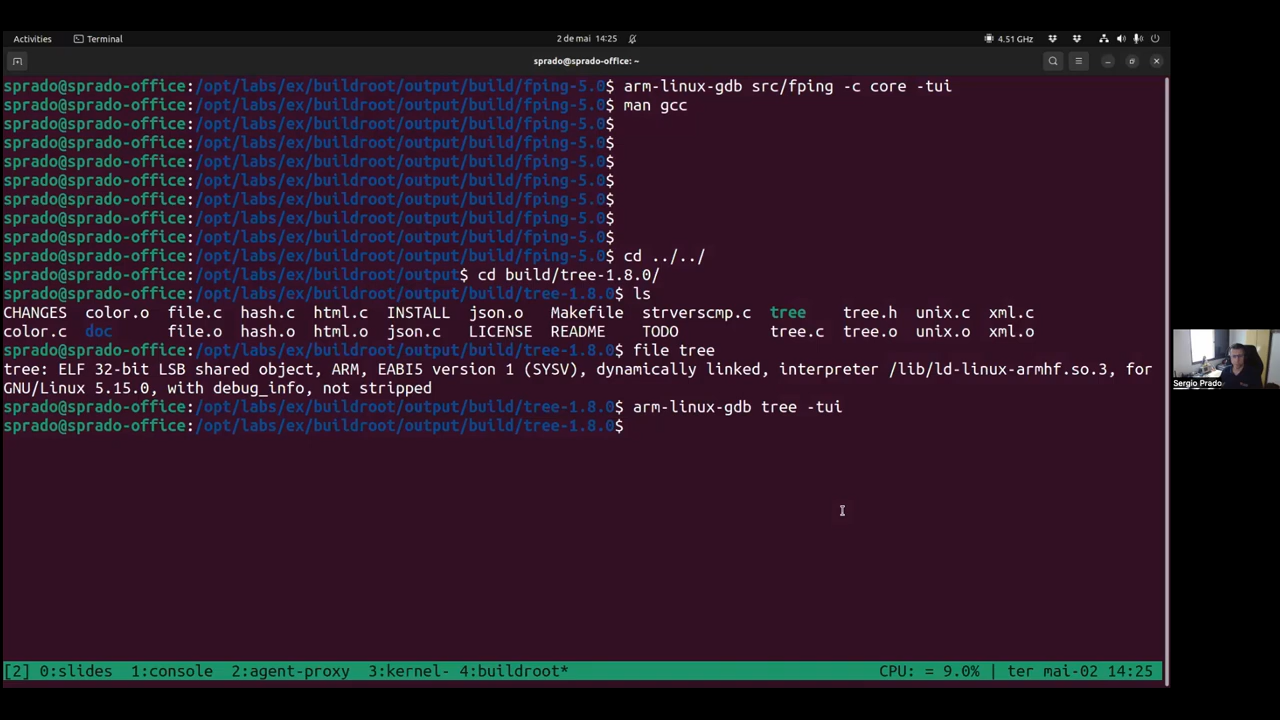 Activities Terminal 2 de mai 14:25 4.51 GHz
sprado@sprado-office: ~
sprado@sprado-office:/opt/labs/ex/buildroot/output/build/fping-5.0$ arm-linux-gdb src/fping -c core -tui
sprado@sprado-office:/opt/labs/ex/buildroot/output/build/fping-5.0$ man gcc
sprado@sprado-office:/opt/labs/ex/buildroot/output/build/fping-5.0$
sprado@sprado-office:/opt/labs/ex/buildroot/output/build/fping-5.0$
sprado@sprado-office:/opt/labs/ex/buildroot/output/build/fping-5.0$
sprado@sprado-office:/opt/labs/ex/buildroot/output/build/fping-5.0$
sprado@sprado-office:/opt/labs/ex/buildroot/output/build/fping-5.0$
sprado@sprado-office:/opt/labs/ex/buildroot/output/build/fping-5.0$
sprado@sprado-office:/opt/labs/ex/buildroot/output/build/fping-5.0$
sprado@sprado-office:/opt/labs/ex/buildroot/output/build/fping-5.0$ cd ../../
sprado@sprado-office:/opt/labs/ex/buildroot/output$ cd build/tree-1.8.0/
sprado@sprado-office:/opt/labs/ex/buildroot/output/build/tree-1.8.0$ ls
CHANGES color.o file.c hash.c html.c INSTALL json.o Makefile strverscmp.c tree tree.h unix.c xml.c
color.c doc file.o hash.o html.o json.c LICENSE README TODO tree.c tree.o unix.o xml.o
sprado@sprado-office:/opt/labs/ex/buildroot/output/build/tree-1.8.0$ file tree
tree: ELF 32-bit LSB shared object, ARM, EABI5 version 1 (SYSV), dynamically linked, interpreter /lib/ld-linux-armhf.so.3, for
GNU/Linux 5.15.0, with debug_info, not stripped
sprado@sprado-office:/opt/labs/ex/buildroot/output/build/tree-1.8.0$ arm-linux-gdb tree -tui
sprado@sprado-office:/opt/labs/ex/buildroot/output/build/tree-1.8.0$
Sergio Prado
[2] 0:slides 1:console 2:agent-proxy 3:kernel- 4:buildroot* CPU: = 9.0% | ter mai-02 14:25